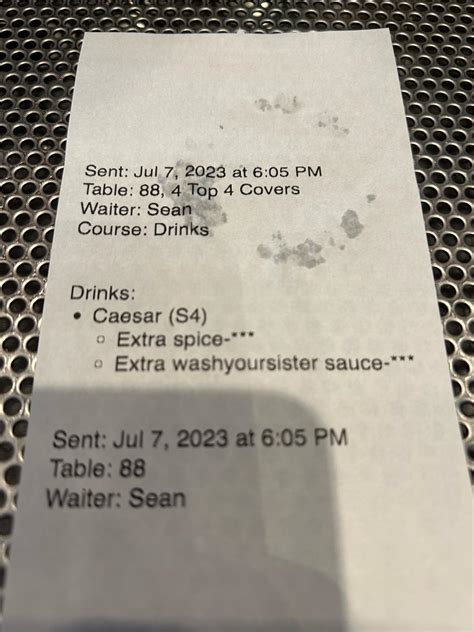 Sent: Jul 7, 2023 at 6:05 PM
Table: 88, 4 Top 4 Covers
Waiter: Sean
Course: Drinks
Drinks:
• Caesar (S4)
◦ Extra spice-***
◦ Extra washyoursister sauce-***
Sent: Jul 7, 2023 at 6:05 PM
Table: 88
Waiter: Sean